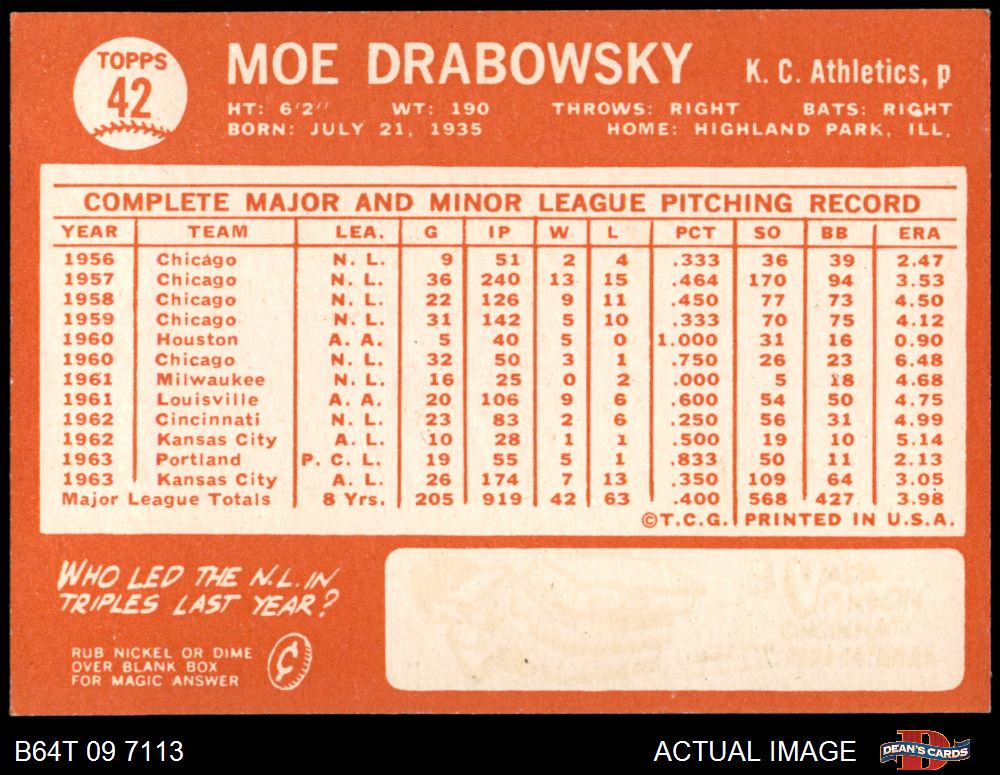 TOPPS
42
MOE DRABOWSKY
K. C. Athletics, p
HT: 6'2" WT: 190 THROWS: RIGHT BATS: RIGHT
BORN: JULY 21, 1935 HOME: HIGHLAND PARK, ILL.
COMPLETE MAJOR AND MINOR LEAGUE PITCHING RECORD
YEAR TEAM LEA. G IP W L PCT SO BB ERA
1956 Chicago N. L. 9 51 2 4 .333 36 39 2.47
1957 Chicago N. L. 36 240 13 15 .464 170 94 3.53
1958 Chicago N. L. 22 126 9 11 .450 77 73 4.50
1959 Chicago N. L. 31 142 5 10 .333 70 75 4.12
1960 Houston A. A. 5 40 5 0 1.000 31 16 0.90
1960 Chicago N. L. 32 50 3 1 .750 26 23 6.48
1961 Milwaukee N. L. 16 25 0 2 .000 5 18 4.68
1961 Louisville A. A. 20 106 9 6 .600 54 50 4.75
1962 Cincinnati N. L. 23 83 2 6 .250 56 31 4.99
1962 Kansas City A. L. 10 28 1 1 .500 19 10 5.14
1963 Portland P. C. L. 19 55 5 1 .833 50 11 2.13
1963 Kansas City A. L. 26 174 7 13 .350 109 64 3.05
Major League Totals 8 Yrs. 205 919 42 63 .400 568 427 3.98
©T.C.G. PRINTED IN U.S.A.
WHO LED THE N.L. IN
TRIPLES LAST YEAR?
RUB NICKEL OR DIME
OVER BLANK BOX
FOR MAGIC ANSWER
¢
B64T 09 7113
ACTUAL IMAGE
D
DEAN'S CARDS